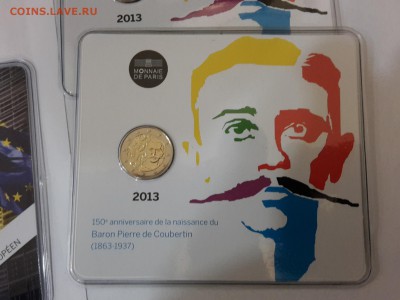 COINS.LAVE.RU
2013
MONNAIE
DE PARIS
2013
150e anniversaire de la naissance du
Baron Pierre de Coubertin
(1863-1937)
OPÉEN